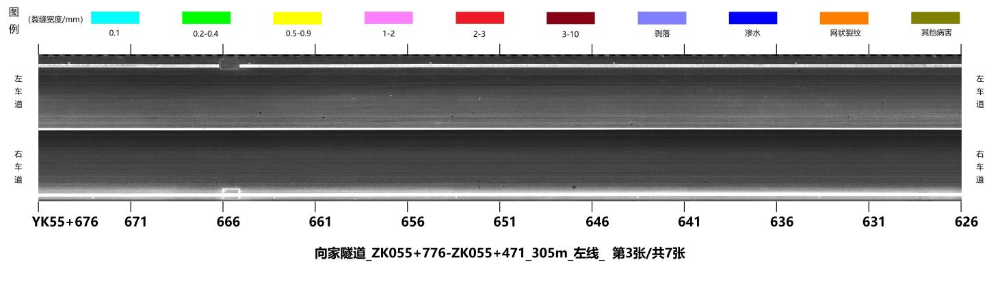 图例
(裂缝宽度/mm)
0.1 0.2-0.4 0.5-0.9 1-2 2-3 3-10 剥落 渗水 网状裂纹 其他病害
左车道 左车道
右车道 右车道
YK55+676 671 666 661 656 651 646 641 636 631 626
向家隧道_ZK055+776-ZK055+471_305m_左线_ 第3张/共7张